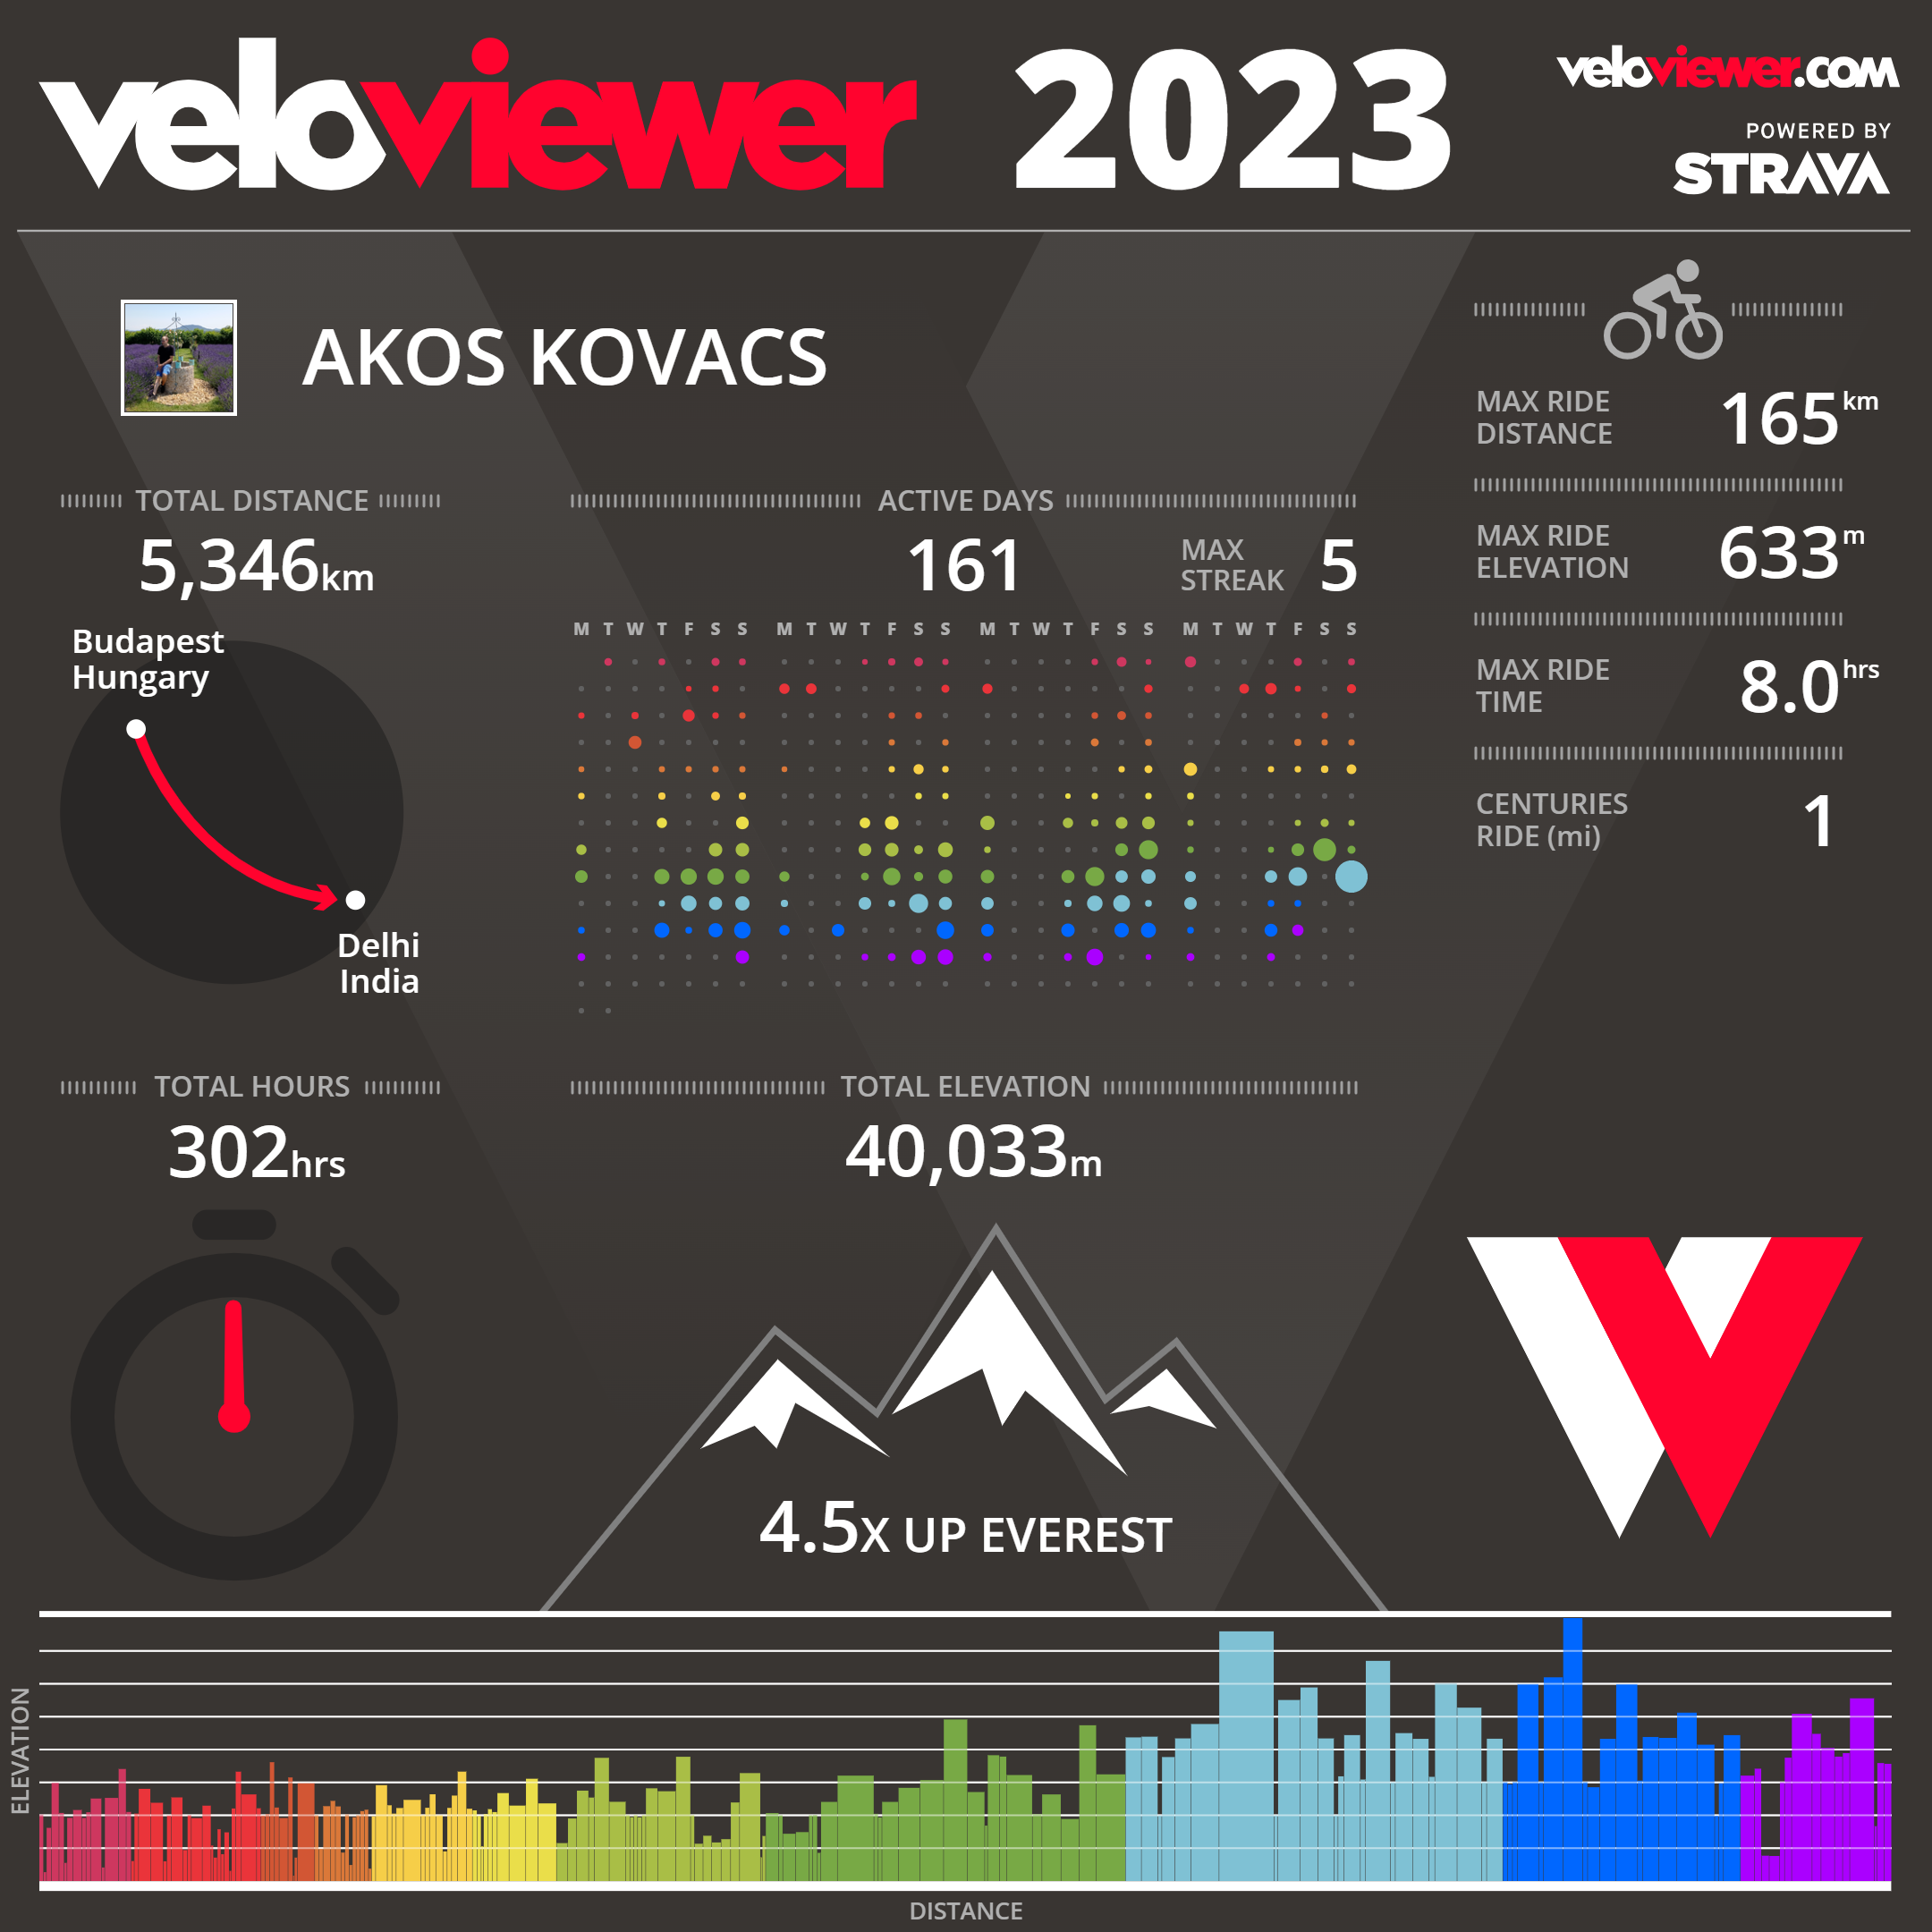 veloviewer 2023
veloviewer.com
POWERED BY
STRAVA
AKOS KOVACS
TOTAL DISTANCE
5,346km
Budapest
Hungary
Delhi
India
ACTIVE DAYS
161
MAX
STREAK
5
M T W T F S S M T W T F S S M T W T F S S M T W T F S S
MAX RIDE
DISTANCE
165km
MAX RIDE
ELEVATION
633m
MAX RIDE
TIME
8.0hrs
CENTURIES
RIDE (mi)
1
TOTAL HOURS
302hrs
TOTAL ELEVATION
40,033m
4.5X UP EVEREST
ELEVATION
DISTANCE